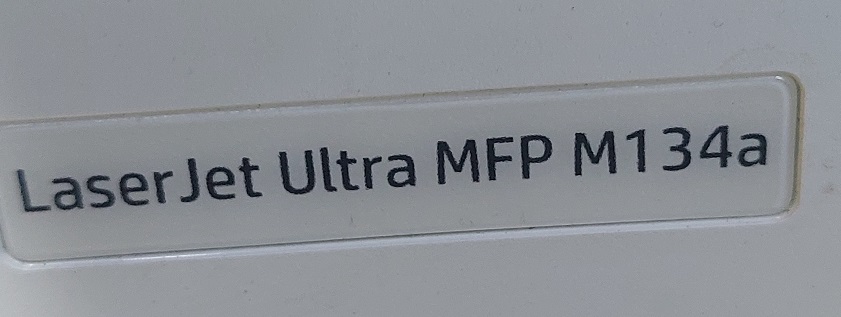 LaserJet Ultra MFP M134a